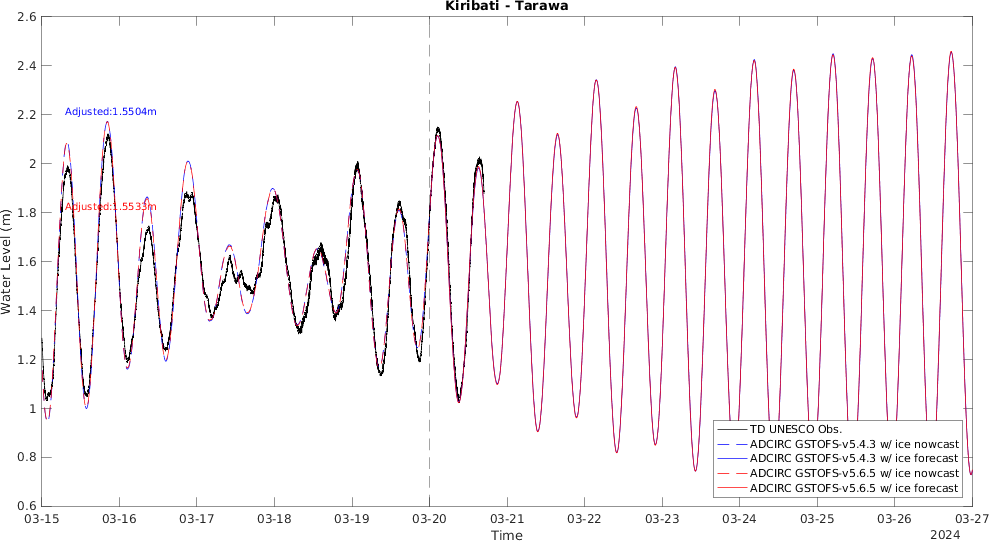 Kiribati - Tarawa
2.6
2.4
2.2
2
1.8
1.6
1.4
1.2
1
0.8
0.6
Water Level (m)
Adjusted:1.5504m
Adjusted:1.5533m
TD UNESCO Obs.
ADCIRC GSTOFS-v5.4.3 w/ ice nowcast
ADCIRC GSTOFS-v5.4.3 w/ ice forecast
ADCIRC GSTOFS-v5.6.5 w/ ice nowcast
ADCIRC GSTOFS-v5.6.5 w/ ice forecast
03-15 03-16 03-17 03-18 03-19 03-20 03-21 03-22 03-23 03-24 03-25 03-26 03-27
Time
2024